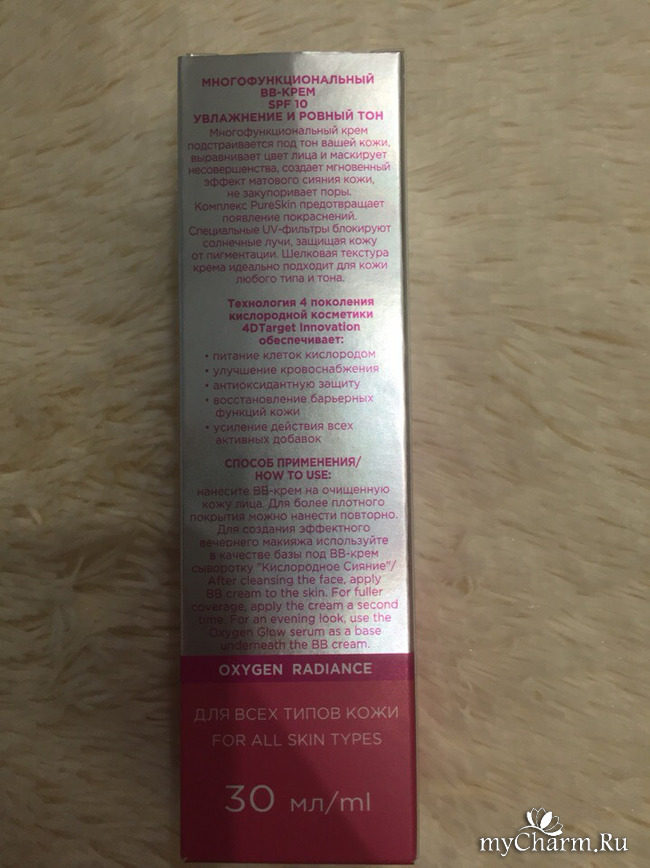 МНОГОФУНКЦИОНАЛЬНЫЙ
BB-КРЕМ
SPF 10
УВЛАЖНЕНИЕ И РОВНЫЙ ТОН
Многофункциональный крем
подстраивается под тон вашей кожи,
выравнивает цвет лица и маскирует
несовершенства, создает мгновенный
эффект матового сияния кожи,
не закупоривает поры.
Комплекс PureSkin предотвращает
появление покраснений.
Специальные UV-фильтры блокируют
солнечные лучи, защищая кожу
от пигментации. Шелковая текстура
крема идеально подходит для кожи
любого типа и тона.
Технология 4 поколения
кислородной косметики
4DTarget Innovation
обеспечивает:
• питание клеток кислородом
• улучшение кровоснабжения
• антиоксидантную защиту
• восстановление барьерных
функций кожи
• усиление действия всех
активных добавок
СПОСОБ ПРИМЕНЕНИЯ/
HOW TO USE:
нанесите BB-крем на очищенную
кожу лица. Для более плотного
покрытия можно нанести повторно.
Для создания эффектного
вечернего макияжа используйте
в качестве базы под BB-крем
сыворотку "Кислородное Сияние"/
After cleansing the face, apply
BB cream to the skin. For fuller
coverage, apply the cream a second
time. For an evening look, use the
Oxygen Glow serum as a base
underneath the BB cream.
OXYGEN RADIANCE
ДЛЯ ВСЕХ ТИПОВ КОЖИ
FOR ALL SKIN TYPES
30 мл/ml
myCharm.Ru